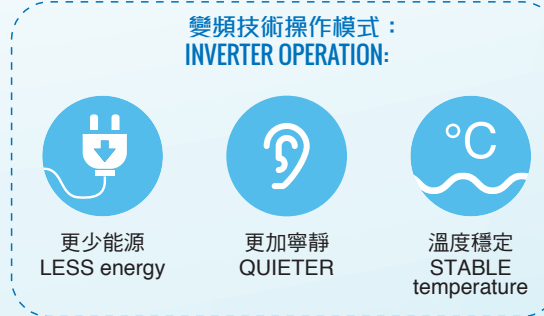 變頻技術操作模式：
INVERTER OPERATION:
°C
更少能源
LESS energy
更加寧靜
QUIETER
溫度穩定
STABLE
temperature